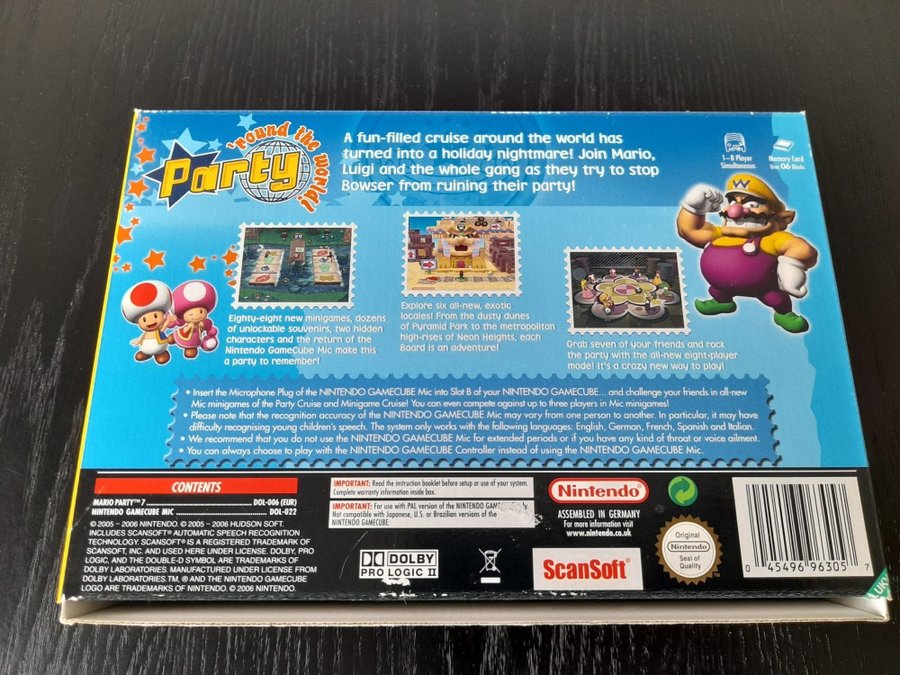 'round the world!
Party
A fun-filled cruise around the world has
turned into a holiday nightmare! Join Mario,
Luigi and the whole gang as they try to stop
Bowser from ruining their party!
1-8 Player
Simultaneous
Memory Card
06
W
Eighty-eight new minigames, dozens
of unlockable souvenirs, two hidden
characters and the return of the
Nintendo GameCube Mic make this
a party to remember!
Explore six all-new, exotic
locales! From the dusty dunes
of Pyramid Park to the metropolitan
high-rises of Neon Heights, each
Board is an adventure!
Grab seven of your friends and rock
the party with the all-new eight-player
mode! It's a crazy new way to play!
• Insert the Microphone Plug of the NINTENDO GAMECUBE Mic into Slot B of your NINTENDO GAMECUBE... and challenge your friends in all-new
Mic minigames of the Party Cruise and Minigame Cruise! You can even compete against up to three players in Mic minigames!
• Please note that the recognition accuracy of the NINTENDO GAMECUBE Mic may vary from one person to another. In particular, it may have
difficulty recognising young children's speech. The system only works with the following languages: English, German, French, Spanish and Italian.
• We recommend that you do not use the NINTENDO GAMECUBE Mic for extended periods or if you have any kind of throat or voice ailment.
• You can always choose to play with the NINTENDO GAMECUBE Controller instead of using the NINTENDO GAMECUBE Mic.
CONTENTS
MARIO PARTY™ 7 DOL-006 (EUR)
NINTENDO GAMECUBE MIC DOL-022
© 2005 - 2006 NINTENDO. © 2005 - 2006 HUDSON SOFT.
INCLUDES SCANSOFT® AUTOMATIC SPEECH RECOGNITION
TECHNOLOGY. SCANSOFT® IS A REGISTERED TRADEMARK OF
SCANSOFT, INC. AND USED HERE UNDER LICENSE. DOLBY, PRO
LOGIC, AND THE DOUBLE-D SYMBOL ARE TRADEMARKS OF
DOLBY LABORATORIES. MANUFACTURED UNDER LICENSE FROM
DOLBY LABORATORIES.TM, ® AND THE NINTENDO GAMECUBE
LOGO ARE TRADEMARKS OF NINTENDO. © 2006 NINTENDO.
IMPORTANT: Read the instruction booklet before setup or use of your system.
Complete warranty information inside box.
IMPORTANT: For use with PAL version of the NINTENDO only.
Not compatible with Japanese, U.S. or Brazilian versions of the
NINTENDO GAMECUBE.
DOLBY
PRO LOGIC II
Nintendo®
ASSEMBLED IN GERMANY
For more information visit
www.nintendo.co.uk
ScanSoft®
Original
Nintendo
Seal of
Quality
0 45496 96305 7
UKV